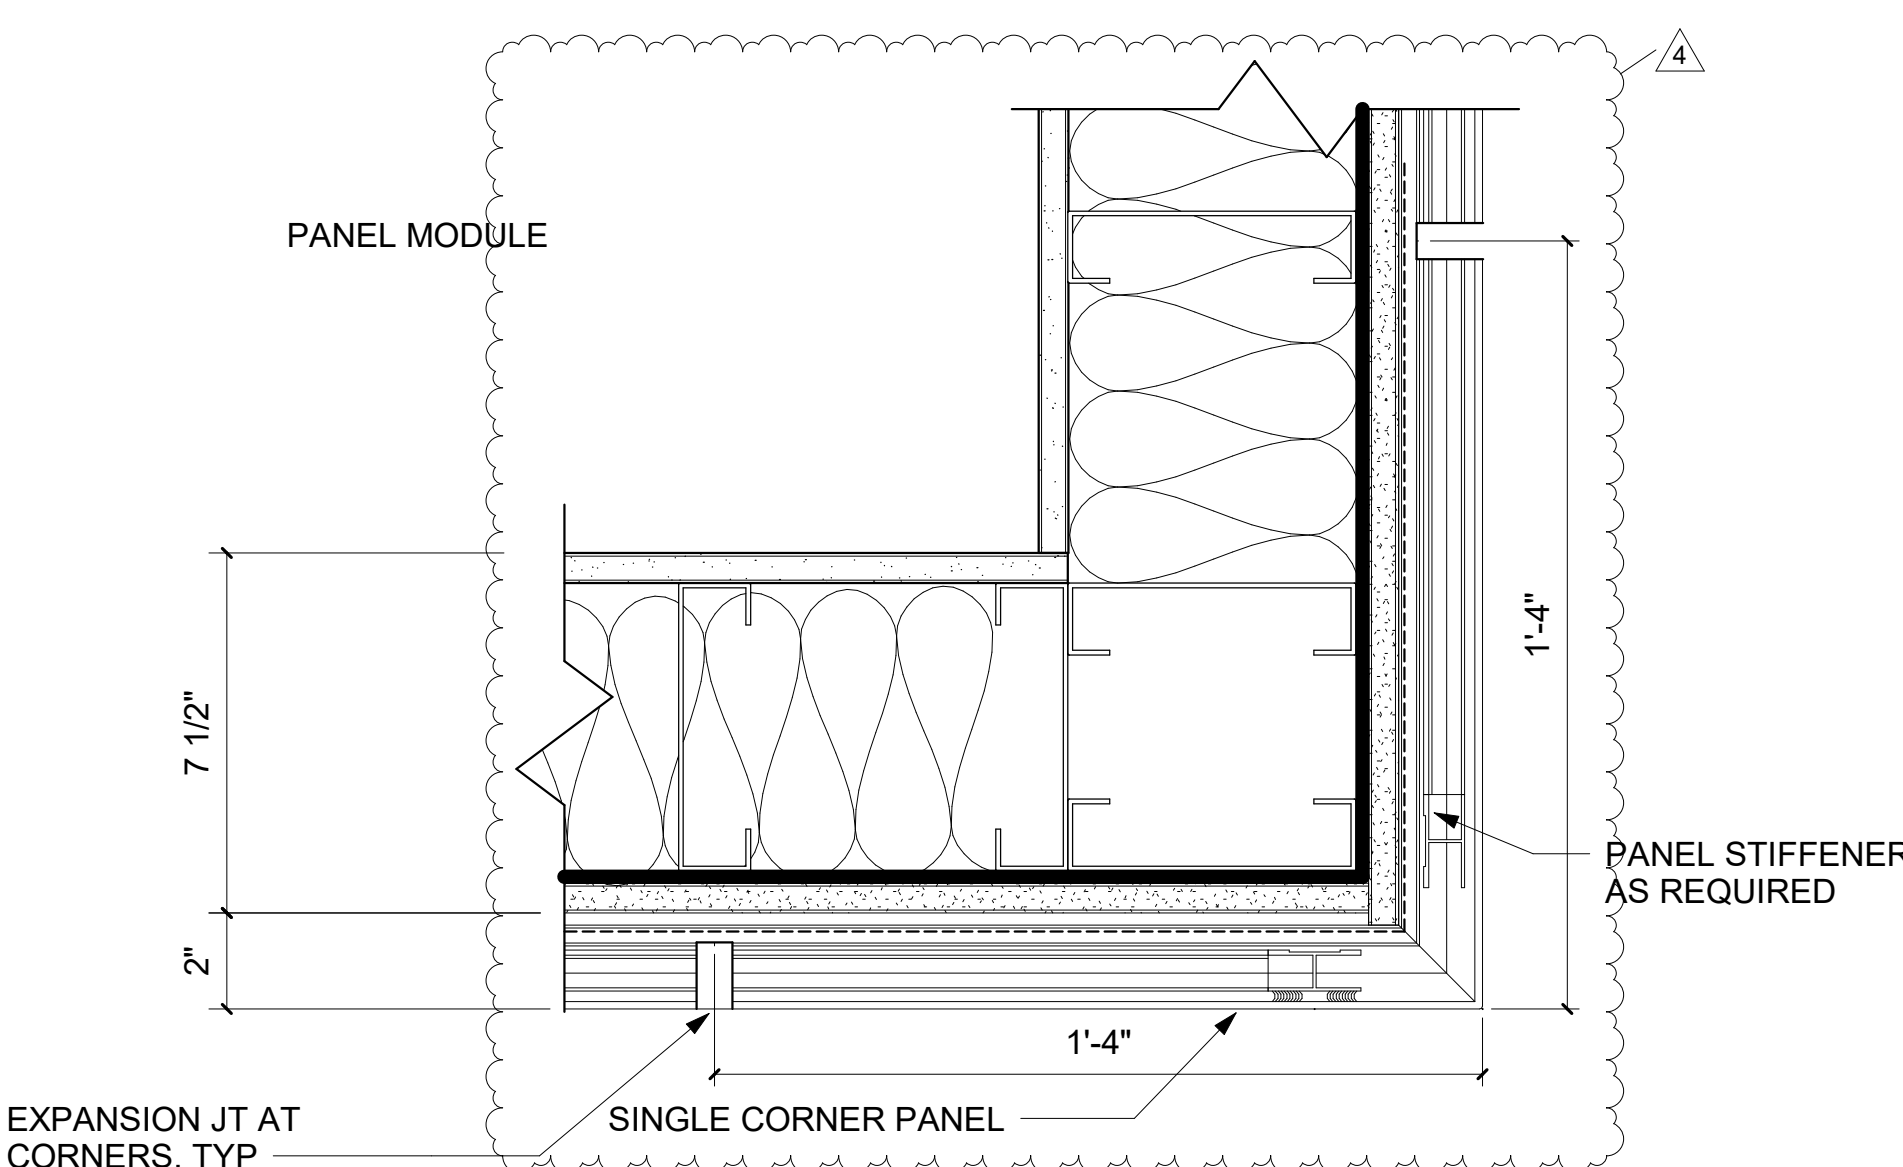 4
PANEL MODULE
1'-4"
7 1/2"
PANEL STIFFENER
AS REQUIRED
2"
1'-4"
EXPANSION JT AT
CORNERS, TYP
SINGLE CORNER PANEL